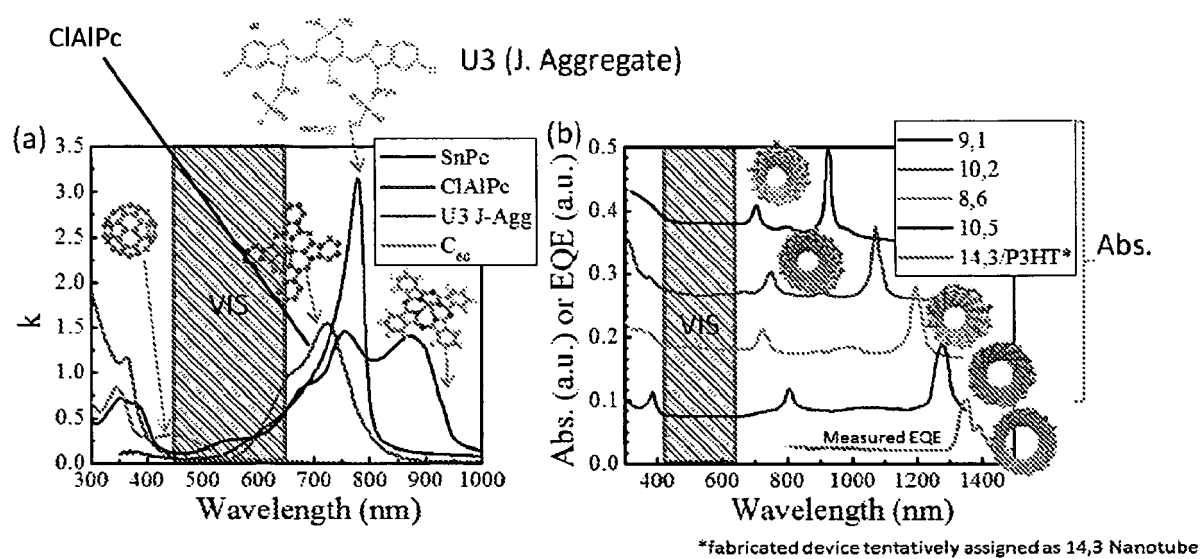 ClAlPc
U3 (J. Aggregate)
(a)
3.5
3.0
2.5
2.0
1.5
1.0
0.5
0.0
k
VIS
SnPc
ClAlPc
U3 J-Agg
C60
300 400 500 600 700 800 900 1000
Wavelength (nm)
(b)
0.5
0.4
0.3
0.2
0.1
0.0
Abs. (a.u.) or EQE (a.u.)
VIS
9,1
10,2
8,6
10,5
14,3/P3HT*
Abs.
Measured EQE
400 600 800 1000 1200 1400
Wavelength (nm)
*fabricated device tentatively assigned as 14,3 Nanotube